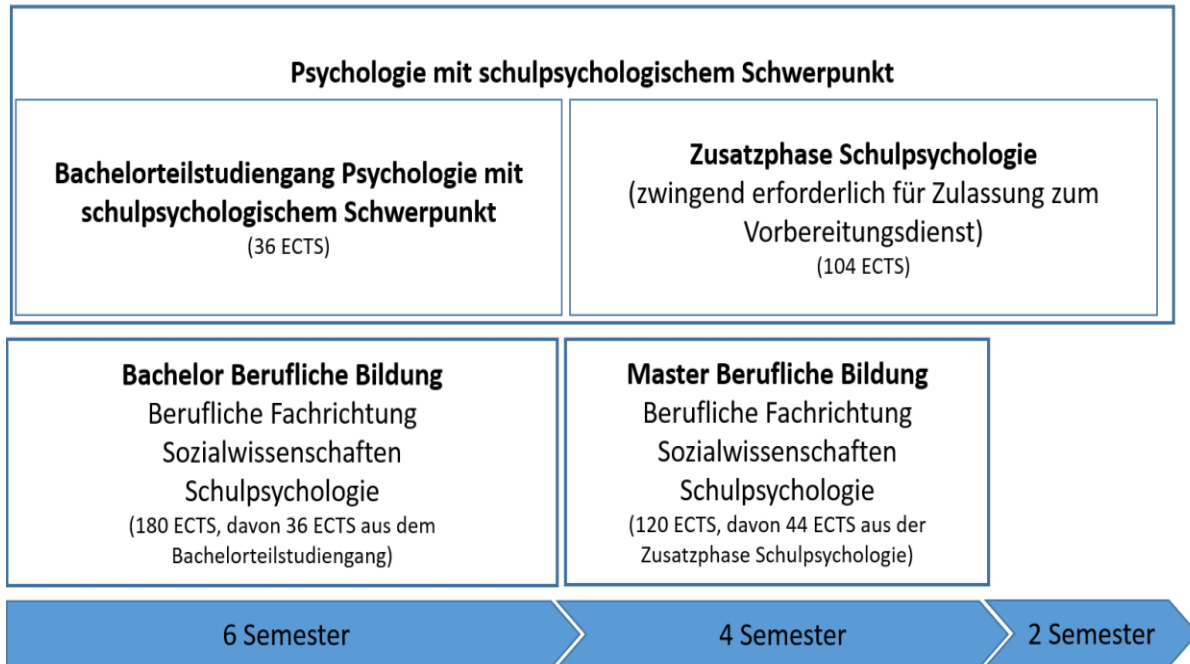 Psychologie mit schulpsychologischem Schwerpunkt
Bachelorteilstudiengang Psychologie mit
schulpsychologischem Schwerpunkt
(36 ECTS)
Zusatzphase Schulpsychologie
(zwingend erforderlich für Zulassung zum
Vorbereitungsdienst)
(104 ECTS)
Bachelor Berufliche Bildung
Berufliche Fachrichtung
Sozialwissenschaften
Schulpsychologie
(180 ECTS, davon 36 ECTS aus dem
Bachelorteilstudiengang)
Master Berufliche Bildung
Berufliche Fachrichtung
Sozialwissenschaften
Schulpsychologie
(120 ECTS, davon 44 ECTS aus der
Zusatzphase Schulpsychologie)
6 Semester
4 Semester
2 Semester